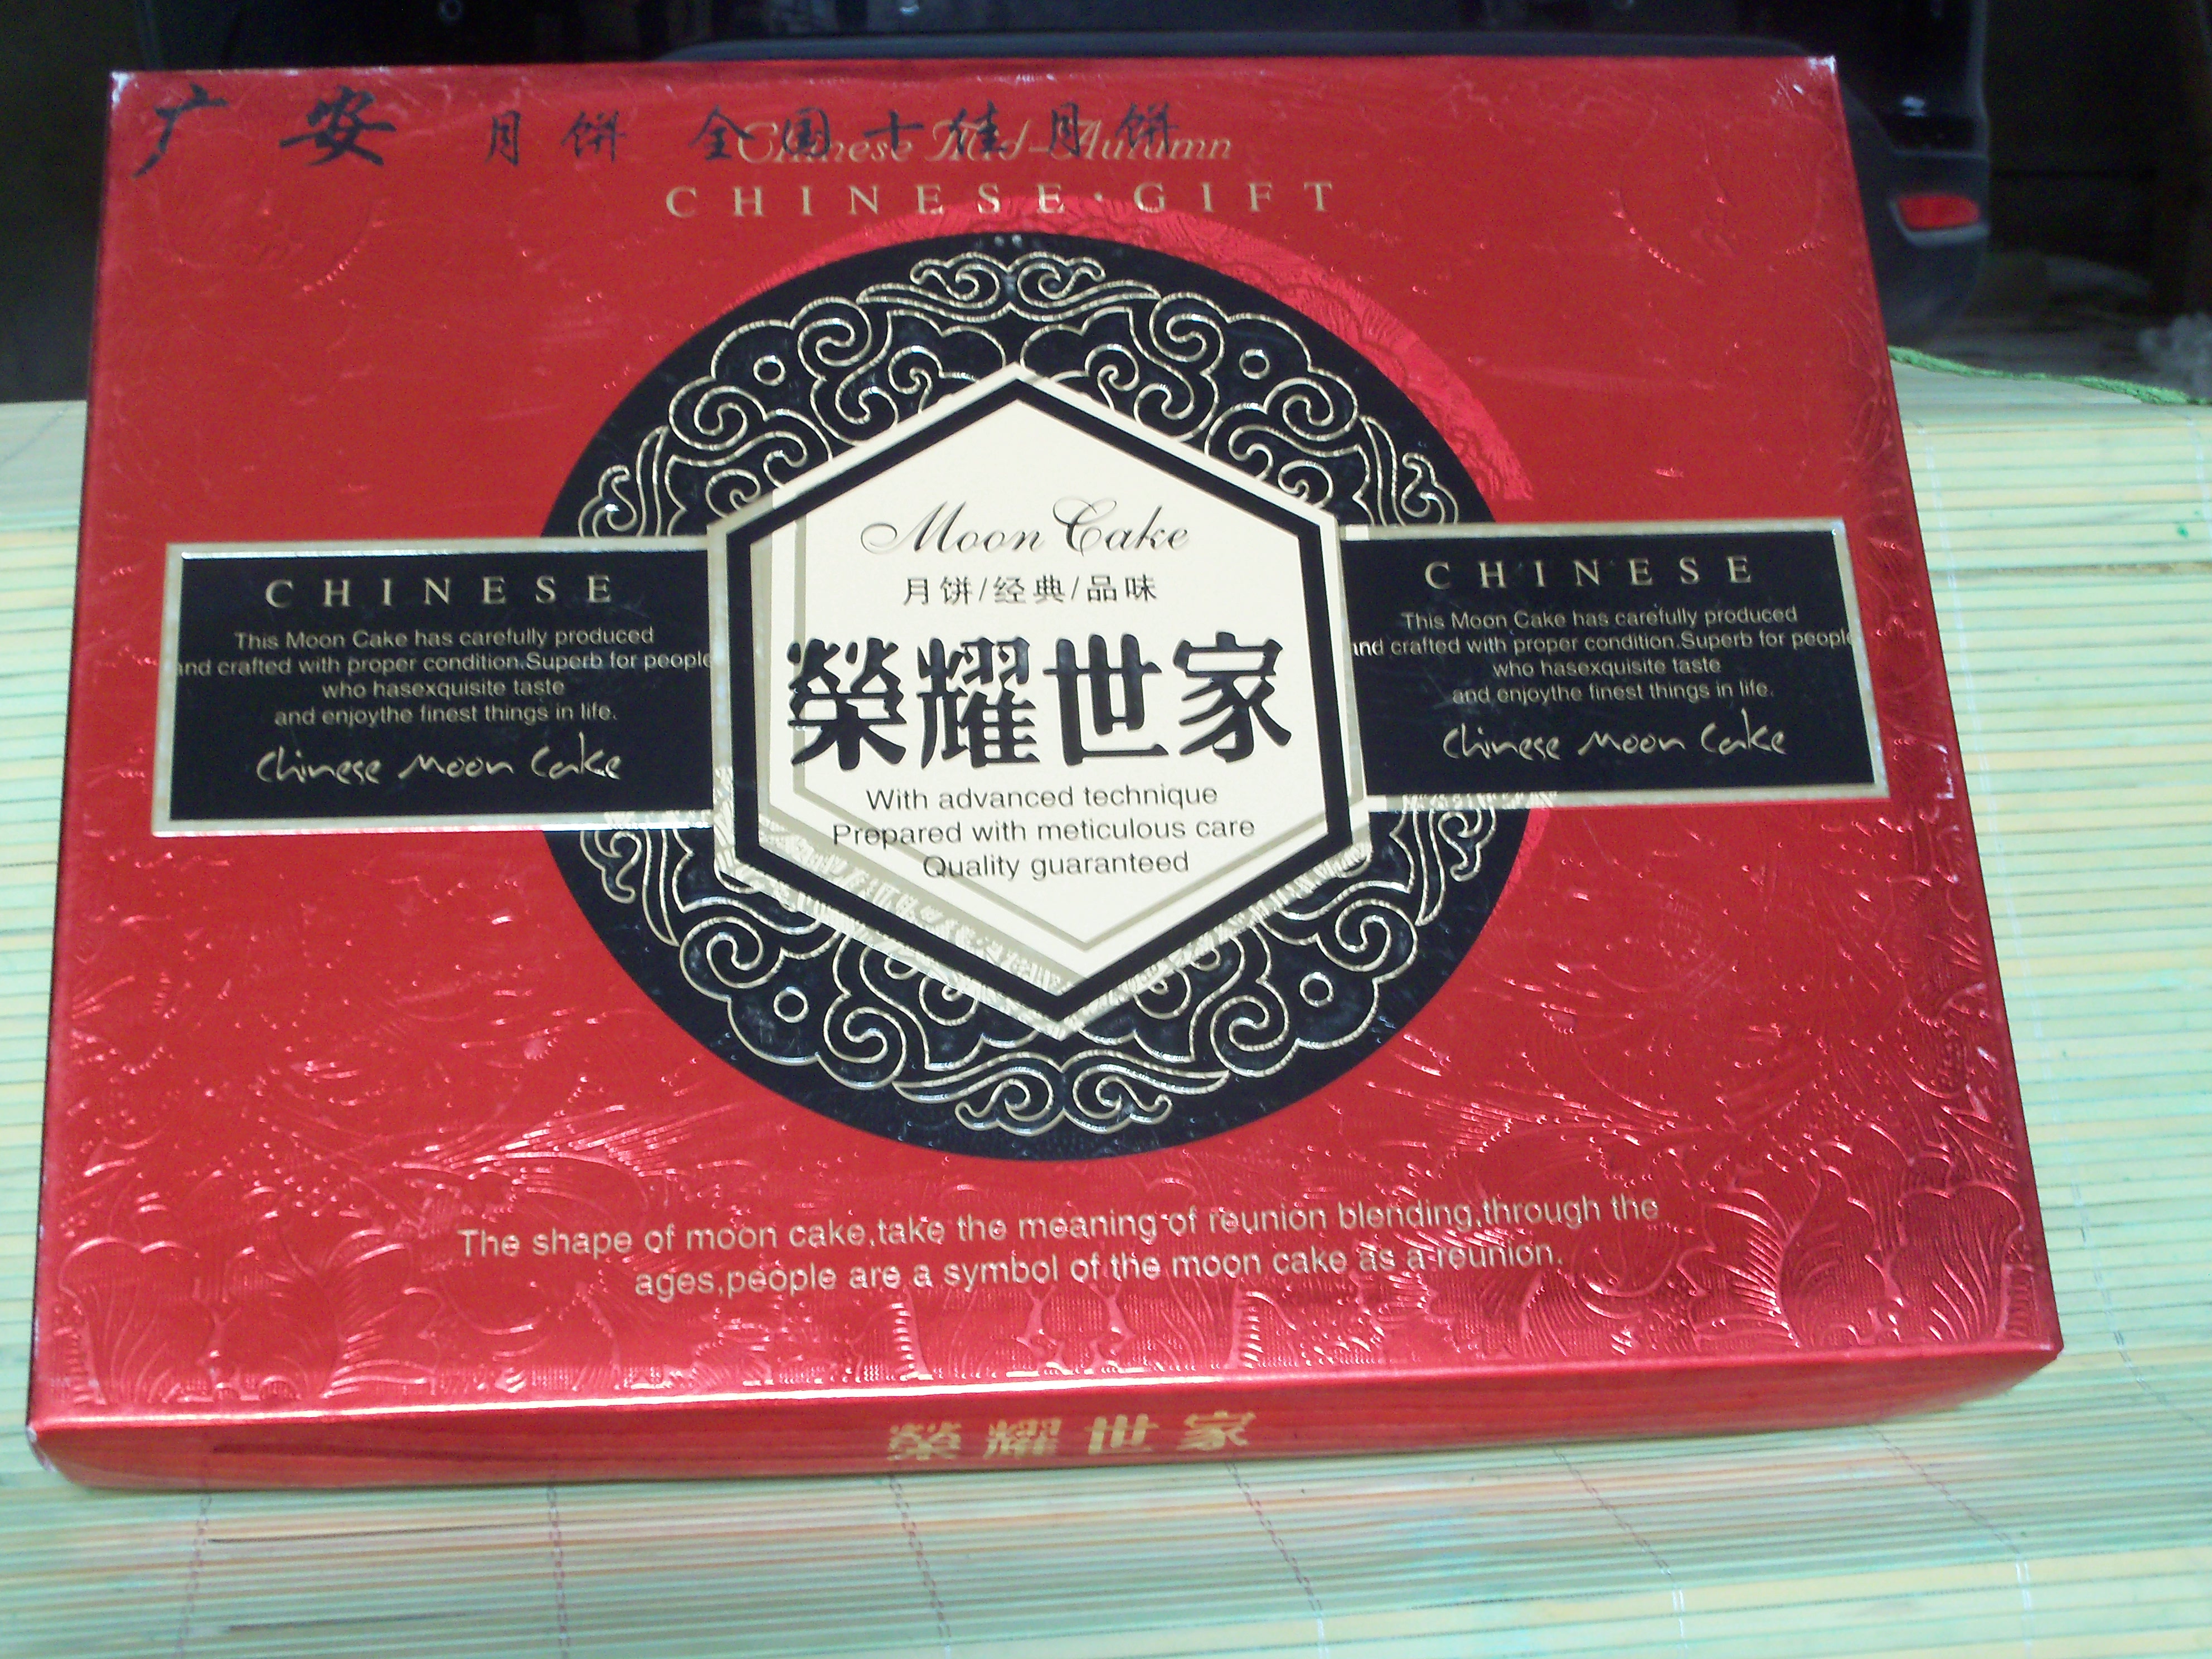 广安 月饼 全国十佳月饼
Chinese Mid-Autumn
CHINESE·GIFT
CHINESE
This Moon Cake has carefully produced
and crafted with proper condition.Superb for people
who hasexquisite taste
and enjoythe finest things in life.
Chinese Moon Cake
Moon Cake
月饼/经典/品味
榮耀世家
With advanced technique
Prepared with meticulous care
Quality guaranteed
CHINESE
This Moon Cake has carefully produced
and crafted with proper condition.Superb for people
who hasexquisite taste
and enjoythe finest things in life.
Chinese Moon Cake
The shape of moon cake,take the meaning of reunion blending,through the
ages,people are a symbol of the moon cake as a reunion.
榮耀世家